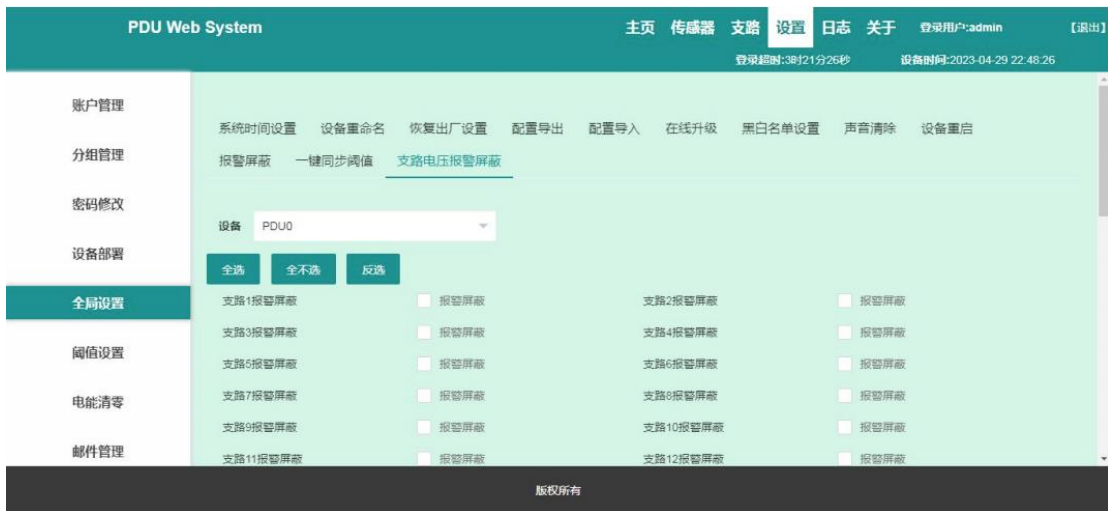 PDU Web System 主页 传感器 支路 设置 日志 关于 登录用户:admin 【退出】
登录超时:3时21分26秒 设备时间:2023-04-29 22:48:26
账户管理
分组管理
密码修改
设备部署
全局设置
阈值设置
电能清零
邮件管理
系统时间设置 设备重命名 恢复出厂设置 配置导出 配置导入 在线升级 黑白名单设置 声音清除 设备重启
报警屏蔽 一键同步阈值 支路电压报警屏蔽
设备 PDU0
全选 全不选 反选
支路1报警屏蔽 报警屏蔽 支路2报警屏蔽 报警屏蔽
支路3报警屏蔽 报警屏蔽 支路4报警屏蔽 报警屏蔽
支路5报警屏蔽 报警屏蔽 支路6报警屏蔽 报警屏蔽
支路7报警屏蔽 报警屏蔽 支路8报警屏蔽 报警屏蔽
支路9报警屏蔽 报警屏蔽 支路10报警屏蔽 报警屏蔽
支路11报警屏蔽 报警屏蔽 支路12报警屏蔽 报警屏蔽
版权所有